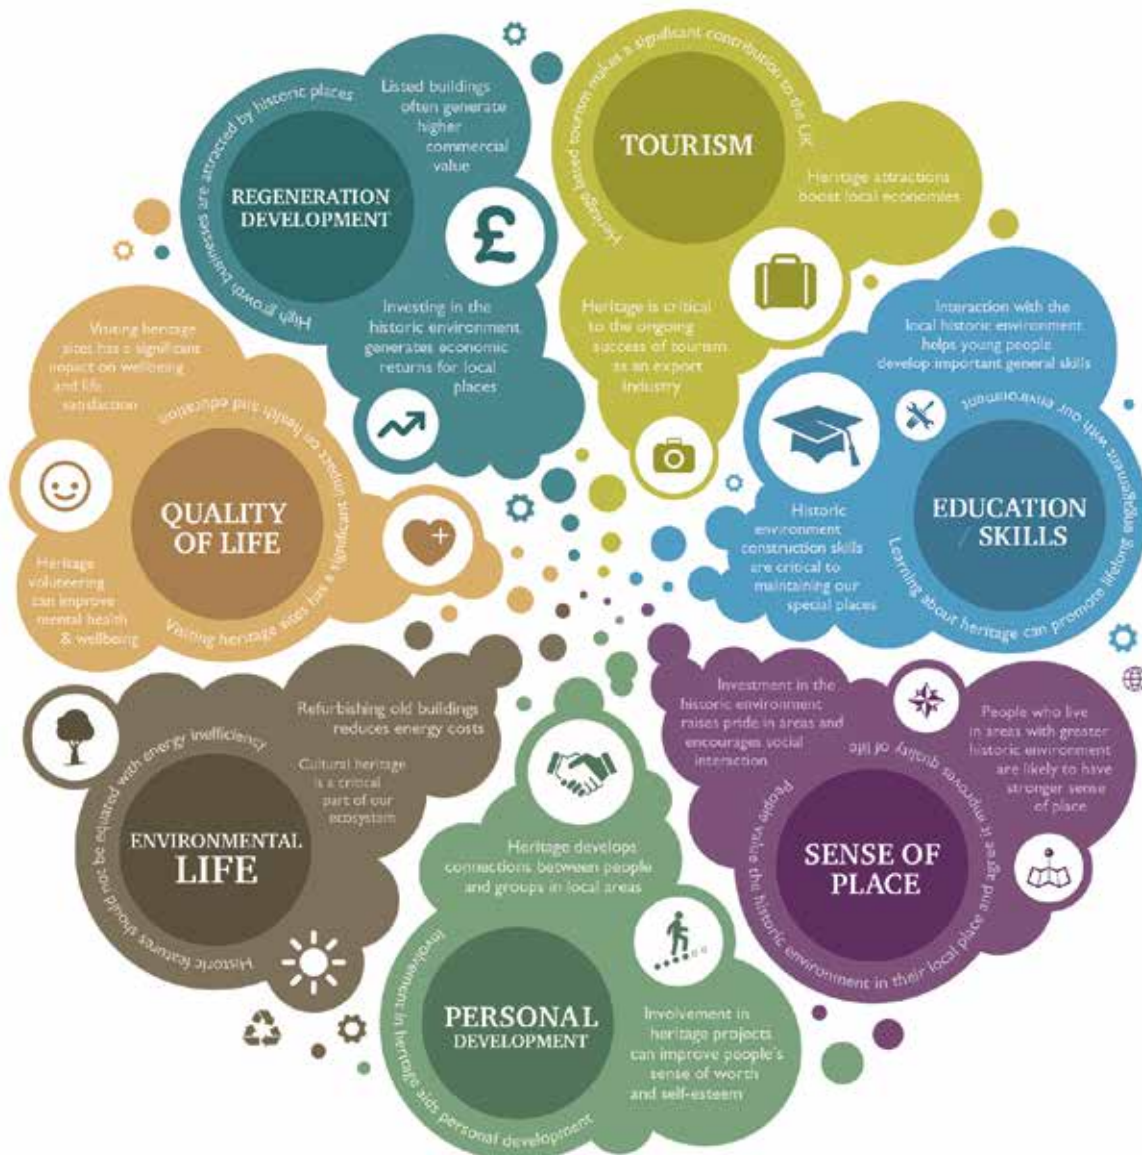 Listed buildings
often generate
higher
commercial
value
High growth businesses are attracted by historic places
REGENERATION
DEVELOPMENT
£
Investing in the
historic environment
generates economic
returns for local
places
Heritage based tourism makes a significant contribution to the UK
TOURISM
Heritage attractions
boost local economies
Heritage is critical
to the ongoing
success of tourism
as an export
industry
Interaction with the
local historic environment
helps young people
develop important general skills
Learning about heritage can promote lifelong engagement with our environment
EDUCATION
/ SKILLS
Historic
environment
construction skills
are critical to
maintaining our
special places
Visiting heritage
sites has a significant
impact on wellbeing
and life
satisfaction
Visiting heritage sites has a significant impact on health and education
QUALITY
OF LIFE
Heritage
volunteering
can improve
mental health
& wellbeing
Refurbishing old buildings
reduces energy costs
Cultural heritage
is a critical
part of our
ecosystem
Historic features should not be equated with energy inefficiency
ENVIRONMENTAL
LIFE
Heritage develops
connections between people
and groups in local areas
Involvement in heritage aids personal development
PERSONAL
DEVELOPMENT
Involvement in
heritage projects
can improve people's
sense of worth
and self-esteem
Investment in the
historic environment
raises pride in areas and
encourages social
interaction
People who live
in areas with greater
historic environment
are likely to have
stronger sense
of place
People value the historic environment in their local place and agree it improves quality of life
SENSE OF
PLACE